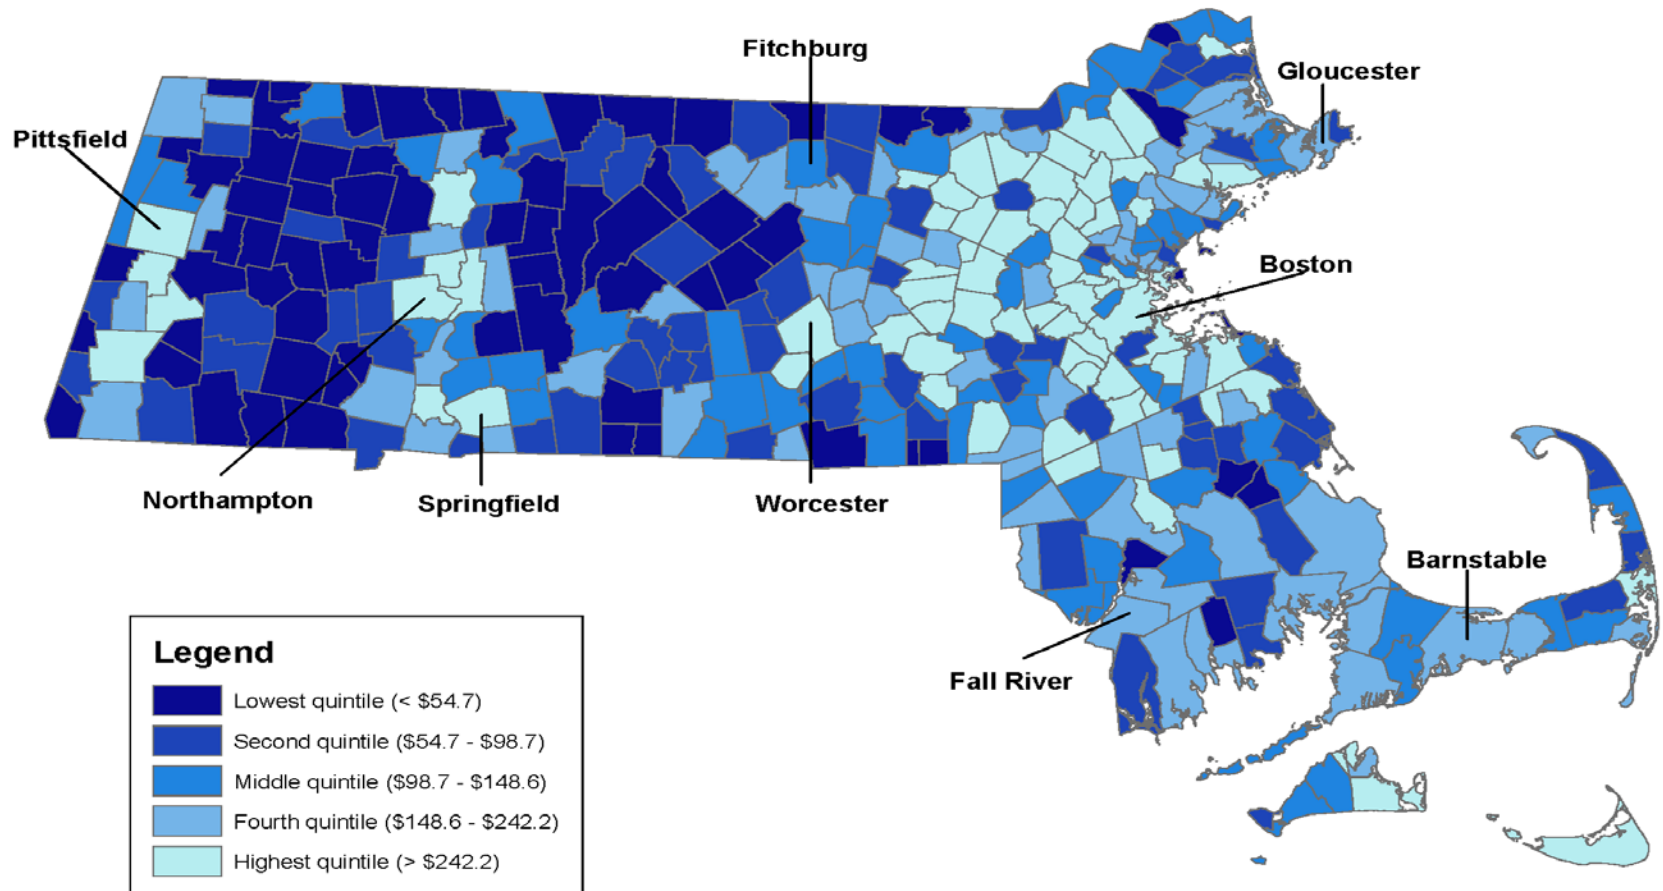 Fitchburg
Gloucester
Pittsfield
Boston
Northampton
Springfield
Worcester
Barnstable
Fall River
Legend
Lowest quintile (< $54.7)
Second quintile ($54.7 - $98.7)
Middle quintile ($98.7 - $148.6)
Fourth quintile ($148.6 - $242.2)
Highest quintile (> $242.2)